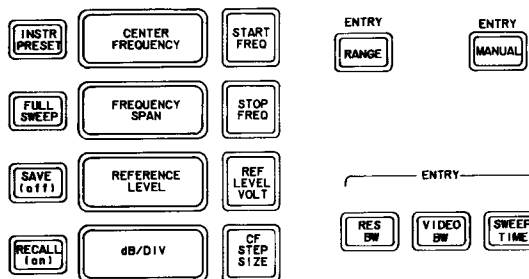 INSTR
PRESET
CENTER
FREQUENCY
START
FREQ
ENTRY
RANGE
ENTRY
MANUAL
FULL
SWEEP
FREQUENCY
SPAN
STOP
FREQ
SAVE
(off)
REFERENCE
LEVEL
REF
LEVEL
VOLT
ENTRY
RECALL
(on)
dB/DIV
CF
STEP
SIZE
RES
BW
VIDEO
BW
SWEEP
TIME